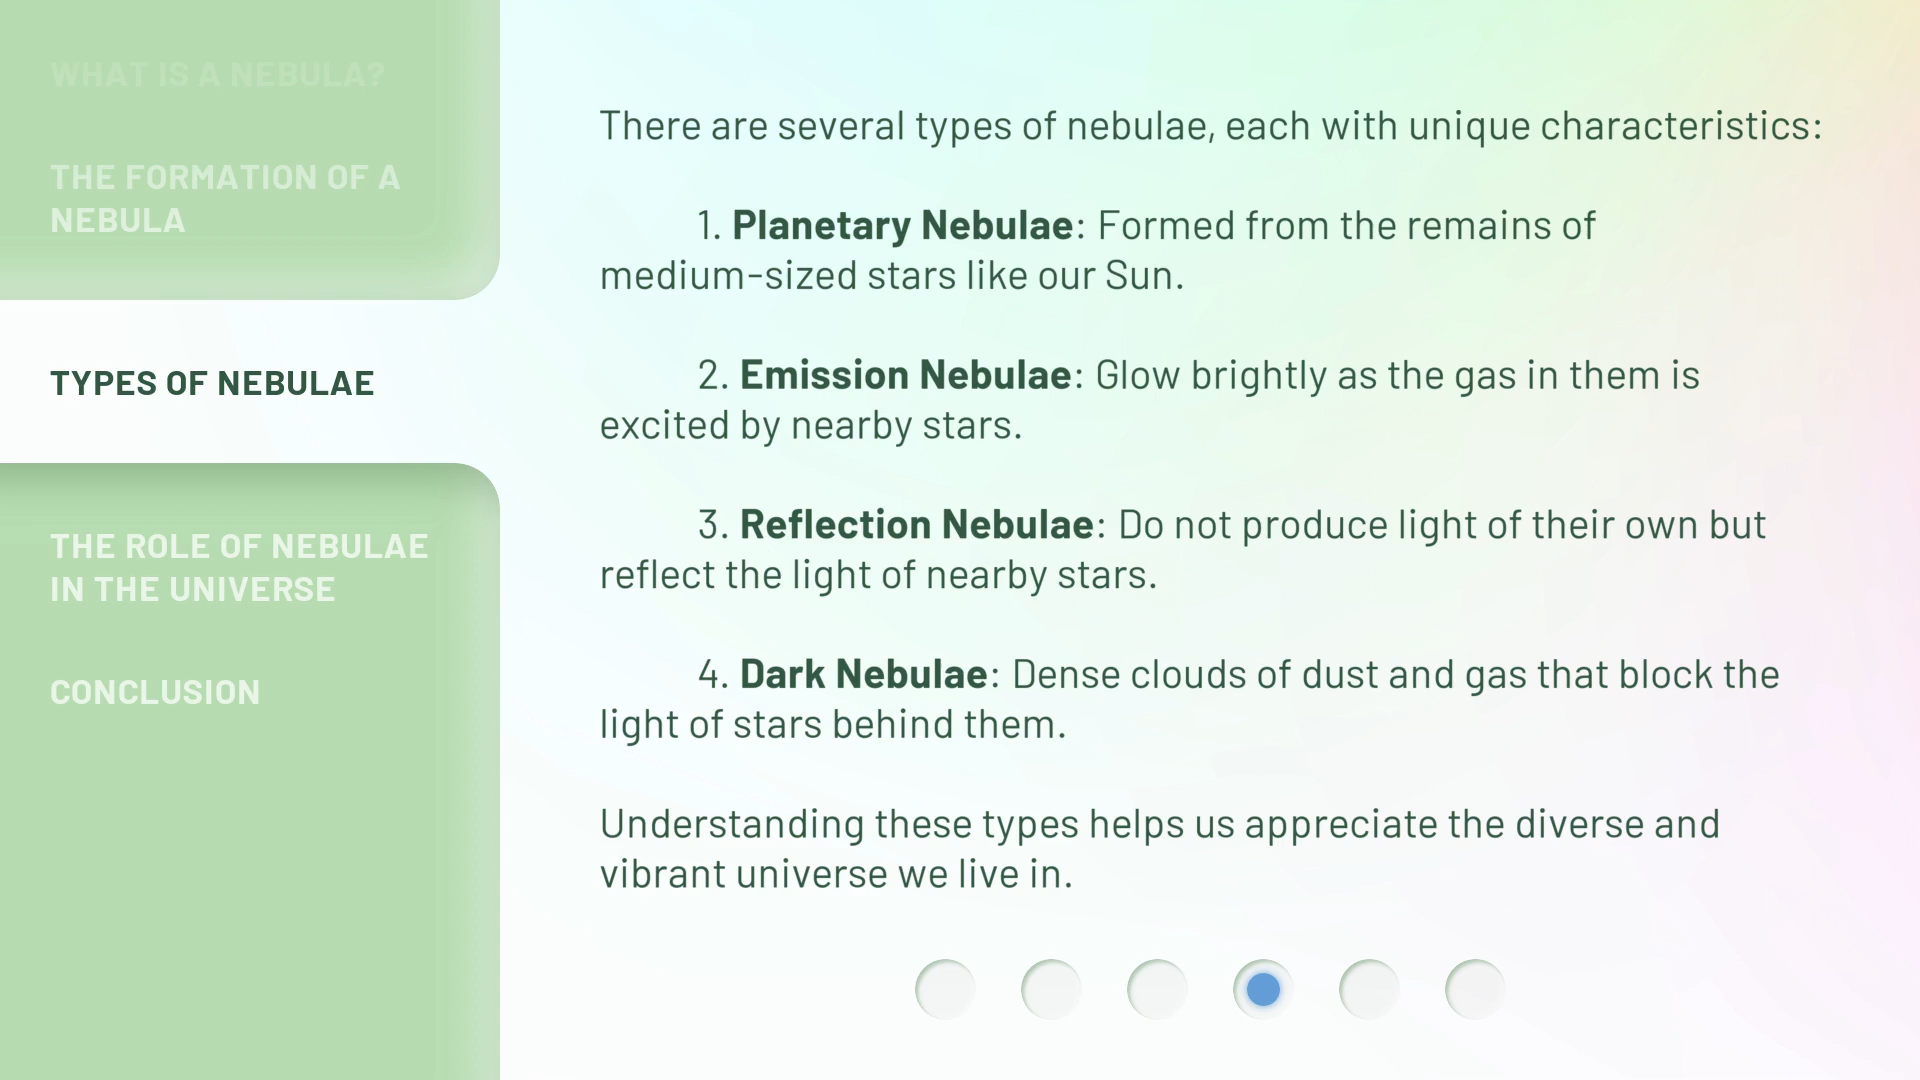 WHAT IS A NEBULA?
THE FORMATION OF A
NEBULA
TYPES OF NEBULAE
THE ROLE OF NEBULAE
IN THE UNIVERSE
CONCLUSION
There are several types of nebulae, each with unique characteristics:
1. Planetary Nebulae: Formed from the remains of
medium-sized stars like our Sun.
2. Emission Nebulae: Glow brightly as the gas in them is
excited by nearby stars.
3. Reflection Nebulae: Do not produce light of their own but
reflect the light of nearby stars.
4. Dark Nebulae: Dense clouds of dust and gas that block the
light of stars behind them.
Understanding these types helps us appreciate the diverse and
vibrant universe we live in.